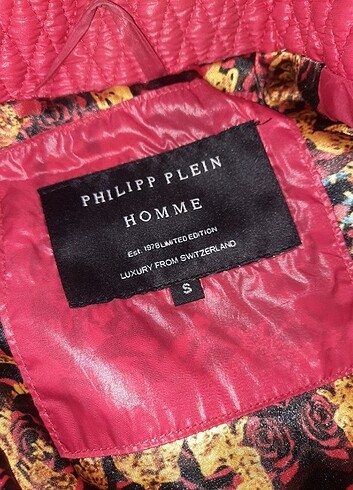 PHILIPP PLEIN
HOMME
Est. 1978 LIMITED EDITION
LUXURY FROM SWITZERLAND
S